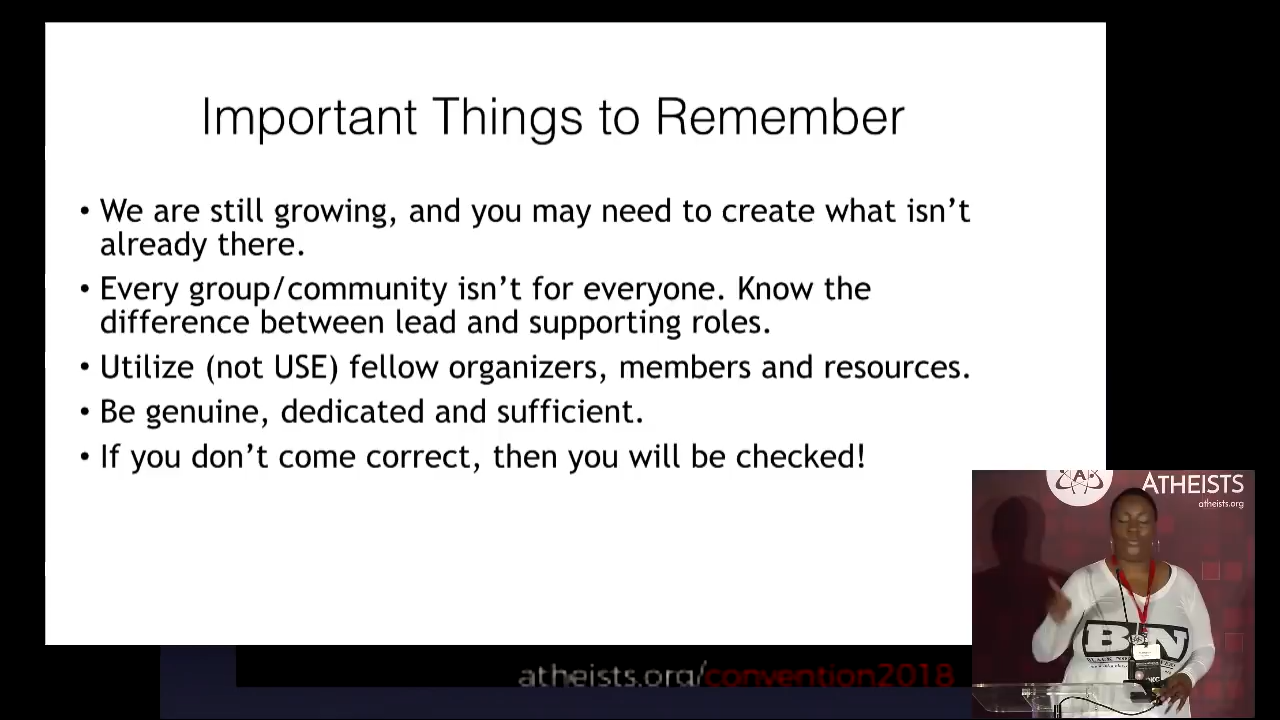 Important Things to Remember
• We are still growing, and you may need to create what isn’t
already there.
• Every group/community isn’t for everyone. Know the
difference between lead and supporting roles.
• Utilize (not USE) fellow organizers, members and resources.
• Be genuine, dedicated and sufficient.
• If you don’t come correct, then you will be checked!
A
ATHEISTS
atheists.org
BN
atheists.org/convention2018